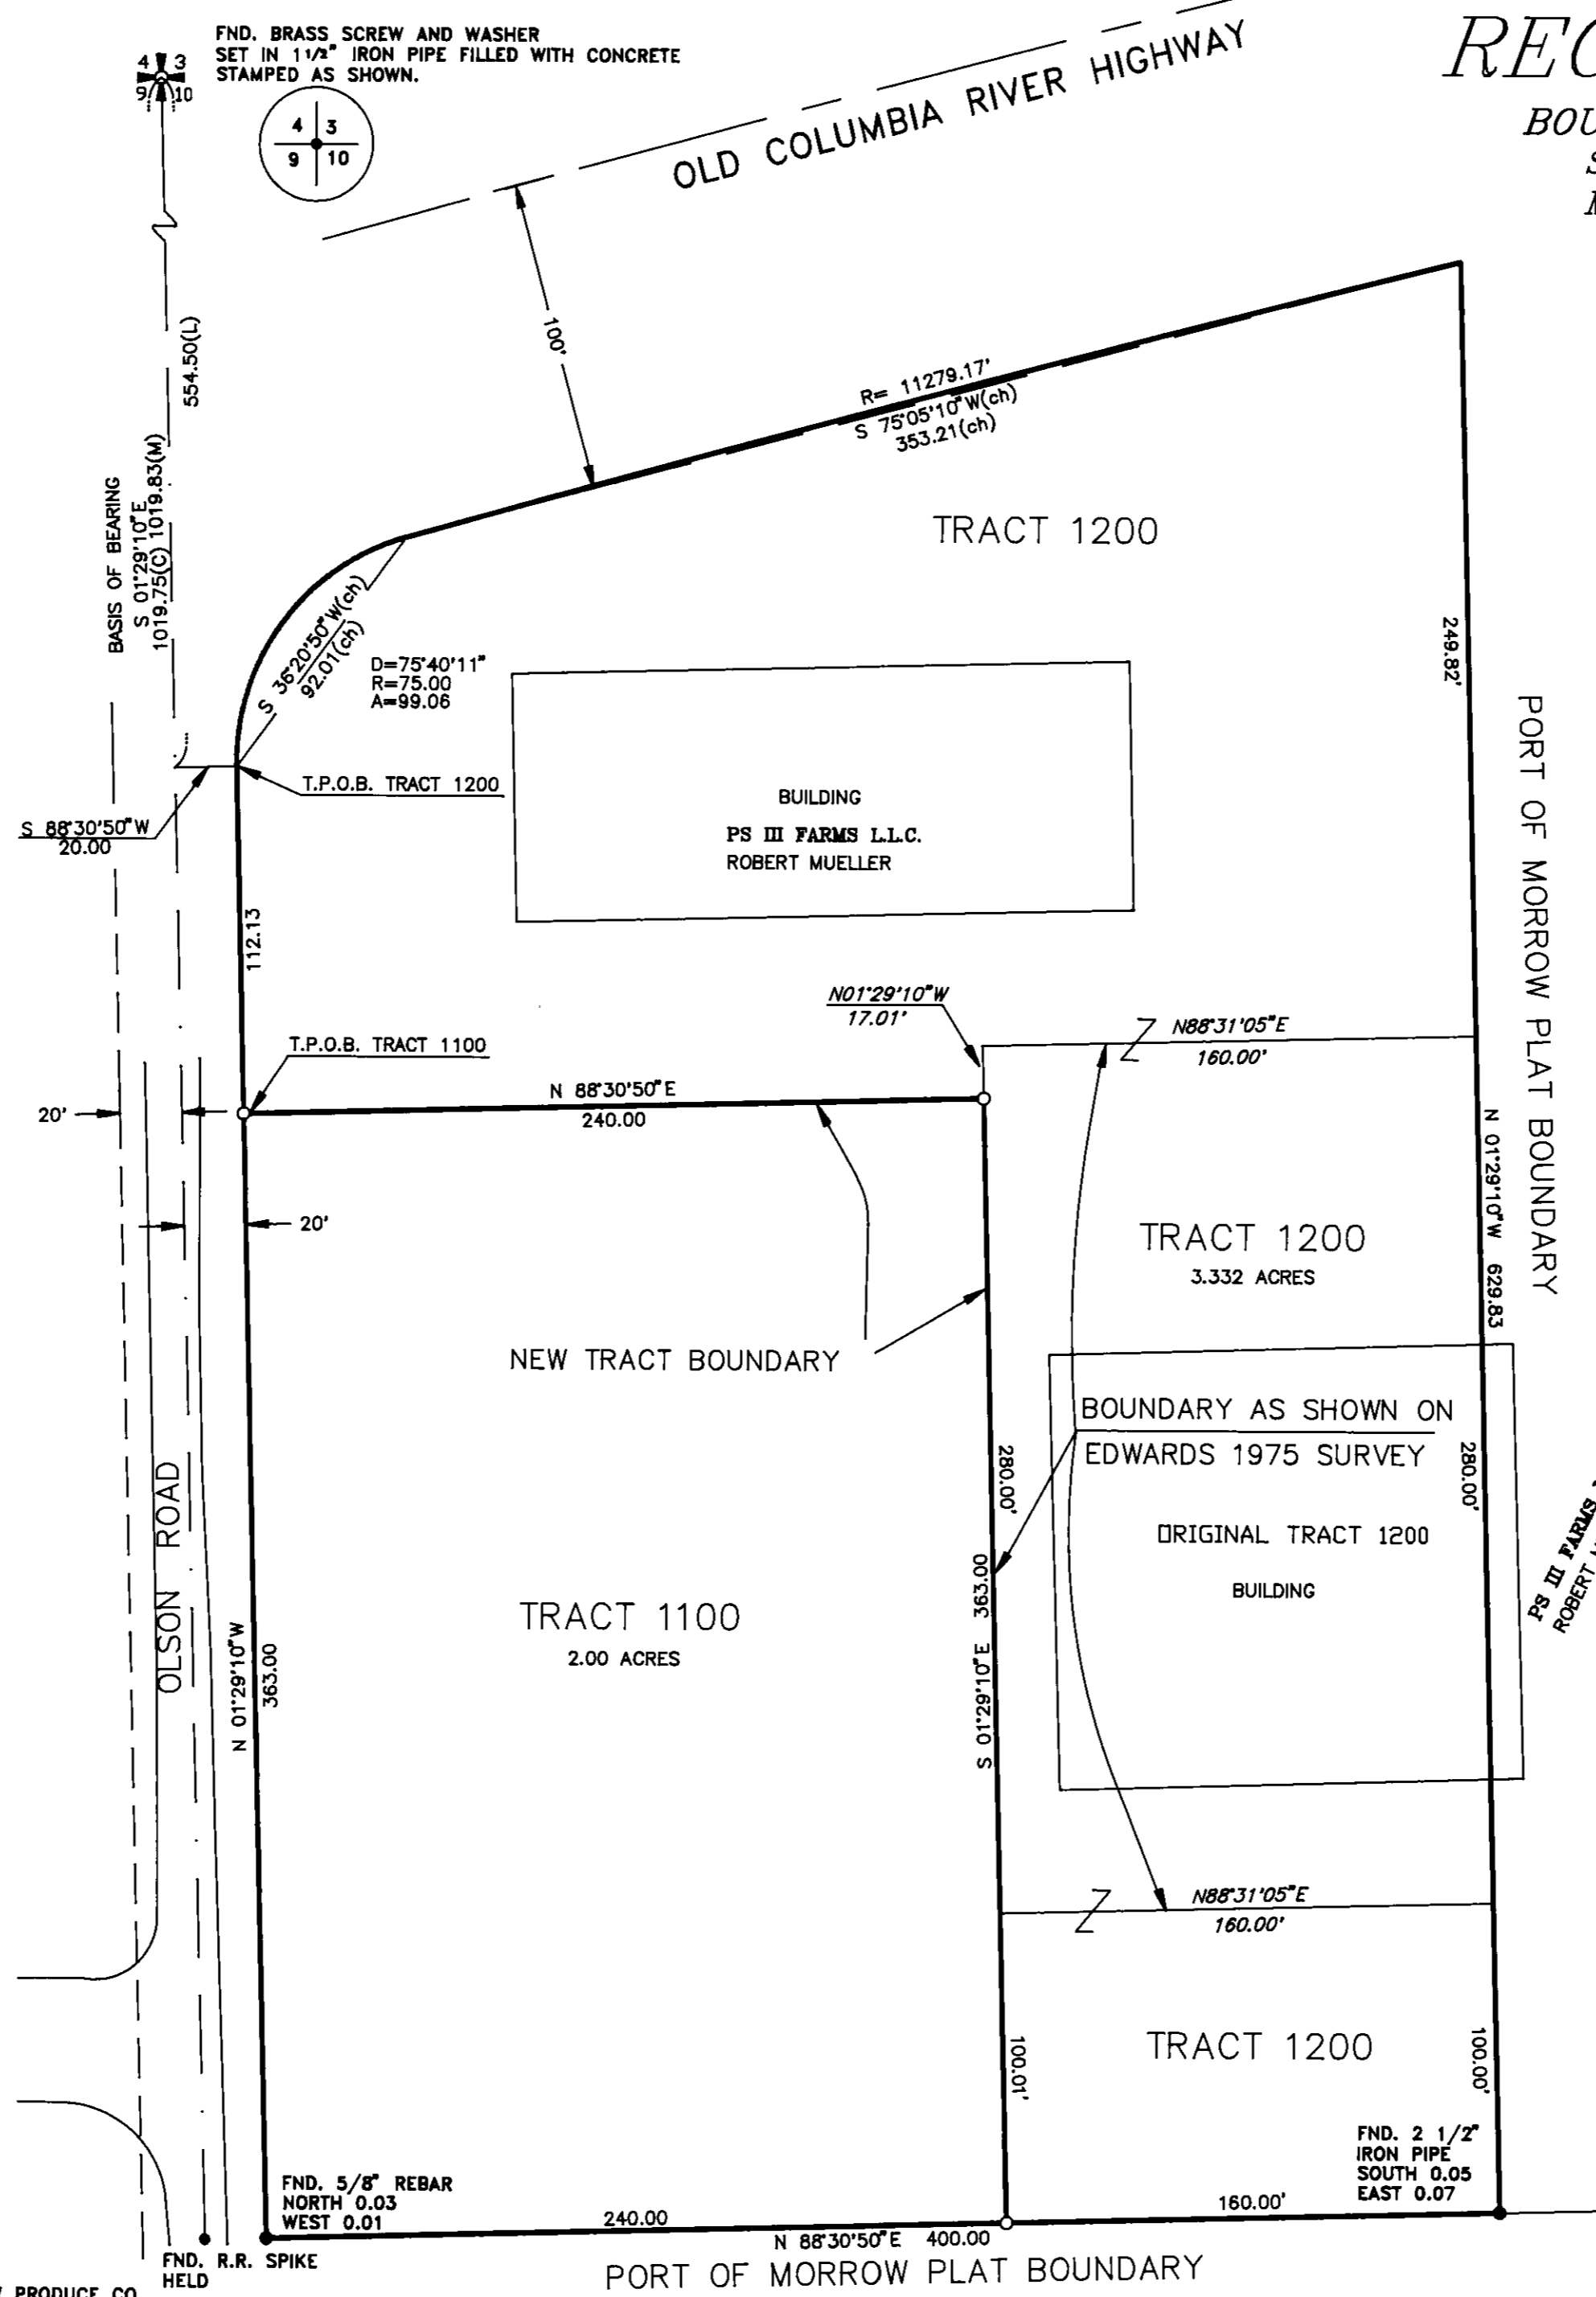 FND. BRASS SCREW AND WASHER
SET IN 1 1/2" IRON PIPE FILLED WITH CONCRETE
STAMPED AS SHOWN.
4 3
9 10
4 3
9 10
OLD COLUMBIA RIVER HIGHWAY
100'
554.50(L)
BASIS OF BEARING
S 01°29'10"E
1019.75(C) 1019.83(M)
R= 11279.17'
S 75°05'10"W(ch)
353.21(ch)
TRACT 1200
S 36°20'50"W(ch)
92.01(ch)
D=75°40'11"
R=75.00
A=99.06
249.82'
PORT OF MORROW PLAT BOUNDARY
T.P.O.B. TRACT 1200
S 88°30'50"W
20.00
BUILDING
PS III FARMS L.L.C.
ROBERT MUELLER
112.13
N01°29'10"W
17.01'
N88°31'05"E
160.00'
T.P.O.B. TRACT 1100
20'
N 88°30'50"E
240.00
N 01°29'10"W 629.83
20'
TRACT 1200
3.332 ACRES
NEW TRACT BOUNDARY
BOUNDARY AS SHOWN ON
EDWARDS 1975 SURVEY
280.00'
280.00'
ORIGINAL TRACT 1200
BUILDING
PS III FARMS
ROBERT
OLSON ROAD
TRACT 1100
2.00 ACRES
N 01°29'10"W
363.00
S 01°29'10"E 363.00
N88°31'05"E
160.00'
TRACT 1200
100.01'
100.00'
FND. 2 1/2"
IRON PIPE
SOUTH 0.05
EAST 0.07
FND. 5/8" REBAR
NORTH 0.03
WEST 0.01
240.00
160.00'
N 88°30'50"E 400.00
FND. R.R. SPIKE
HELD
PORT OF MORROW PLAT BOUNDARY
PRODUCE CO